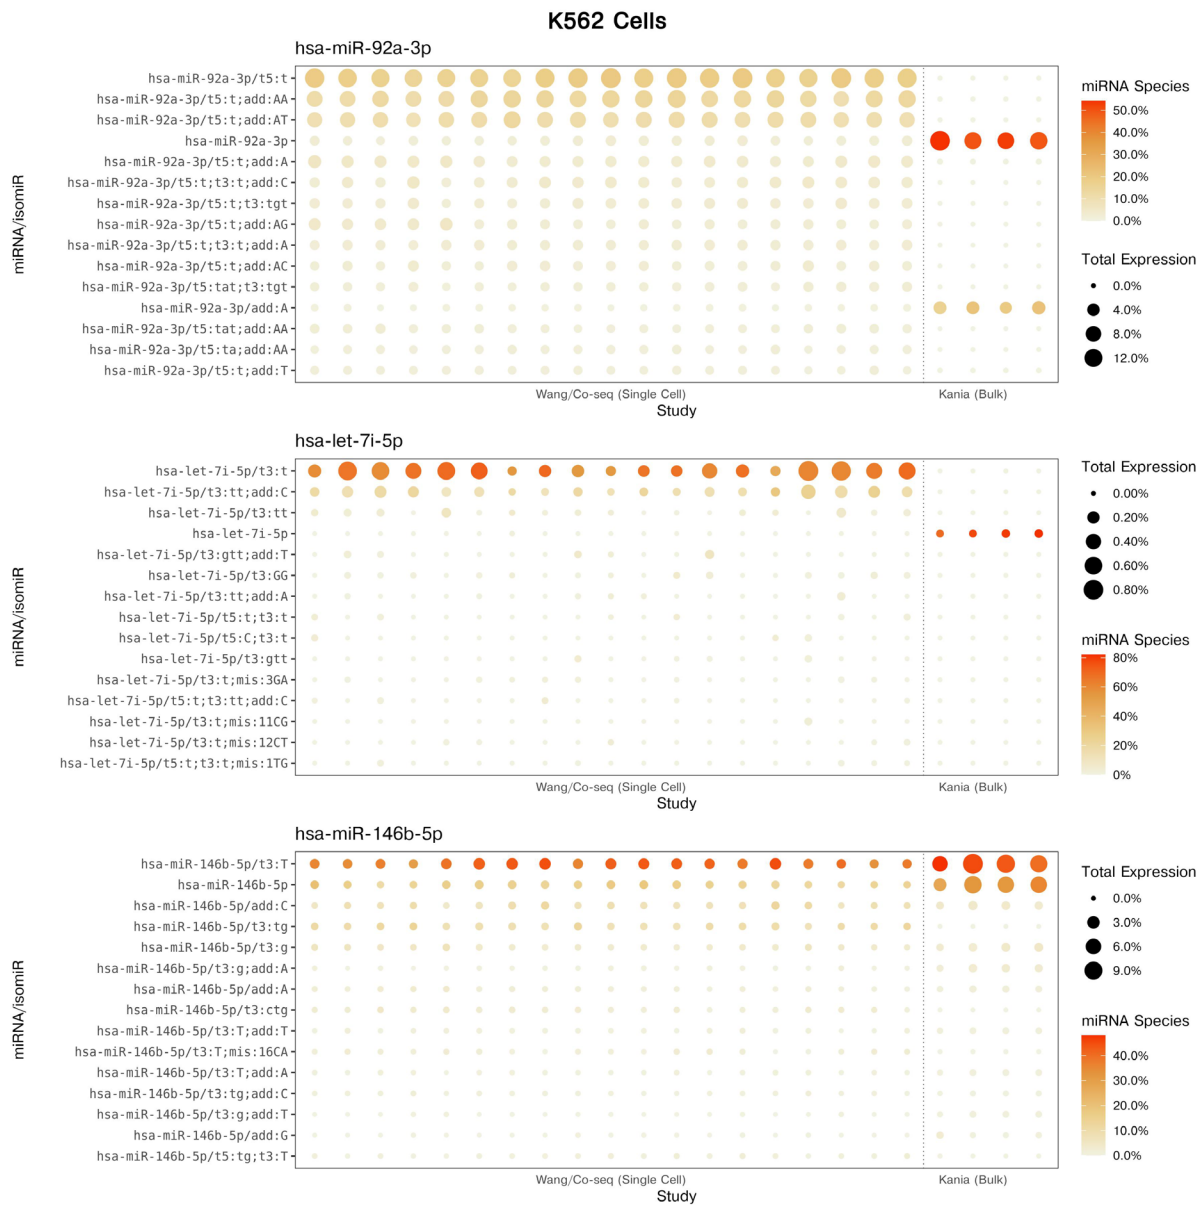 K562 Cells
hsa-miR-92a-3p
hsa-miR-92a-3p/t5:t
hsa-miR-92a-3p/t5:t;add:AA
hsa-miR-92a-3p/t5:t;add:AT
hsa-miR-92a-3p
hsa-miR-92a-3p/t5:t;add:A
hsa-miR-92a-3p/t5:t;t3:t;add:C
hsa-miR-92a-3p/t5:t;t3:tgt
hsa-miR-92a-3p/t5:t;add:AG
hsa-miR-92a-3p/t5:t;t3:t;add:A
hsa-miR-92a-3p/t5:t;add:AC
hsa-miR-92a-3p/t5:tat;t3:tgt
hsa-miR-92a-3p/add:A
hsa-miR-92a-3p/t5:tat;add:AA
hsa-miR-92a-3p/t5:ta;add:AA
hsa-miR-92a-3p/t5:t;add:T
miRNA/isomiR
Wang/Co-seq (Single Cell)
Kania (Bulk)
Study
miRNA Species
50.0%
40.0%
30.0%
20.0%
10.0%
0.0%
Total Expression
0.0%
4.0%
8.0%
12.0%
hsa-let-7i-5p
hsa-let-7i-5p/t3:t
hsa-let-7i-5p/t3:tt;add:C
hsa-let-7i-5p/t3:tt
hsa-let-7i-5p
hsa-let-7i-5p/t3:gtt;add:T
hsa-let-7i-5p/t3:GG
hsa-let-7i-5p/t3:tt;add:A
hsa-let-7i-5p/t5:t;t3:t
hsa-let-7i-5p/t5:C;t3:t
hsa-let-7i-5p/t3:gtt
hsa-let-7i-5p/t3:t;mis:3GA
hsa-let-7i-5p/t5:t;t3:tt;add:C
hsa-let-7i-5p/t3:t;mis:11CG
hsa-let-7i-5p/t3:t;mis:12CT
hsa-let-7i-5p/t5:t;t3:t;mis:1TG
miRNA/isomiR
Wang/Co-seq (Single Cell)
Kania (Bulk)
Study
Total Expression
0.00%
0.20%
0.40%
0.60%
0.80%
miRNA Species
80%
60%
40%
20%
0%
hsa-miR-146b-5p
hsa-miR-146b-5p/t3:T
hsa-miR-146b-5p
hsa-miR-146b-5p/add:C
hsa-miR-146b-5p/t3:tg
hsa-miR-146b-5p/t3:g
hsa-miR-146b-5p/t3:g;add:A
hsa-miR-146b-5p/add:A
hsa-miR-146b-5p/t3:ctg
hsa-miR-146b-5p/t3:T;add:T
hsa-miR-146b-5p/t3:T;mis:16CA
hsa-miR-146b-5p/t3:T;add:A
hsa-miR-146b-5p/t3:tg;add:C
hsa-miR-146b-5p/t3:g;add:T
hsa-miR-146b-5p/add:G
hsa-miR-146b-5p/t5:tg;t3:T
miRNA/isomiR
Wang/Co-seq (Single Cell)
Kania (Bulk)
Study
Total Expression
0.0%
3.0%
6.0%
9.0%
miRNA Species
40.0%
30.0%
20.0%
10.0%
0.0%